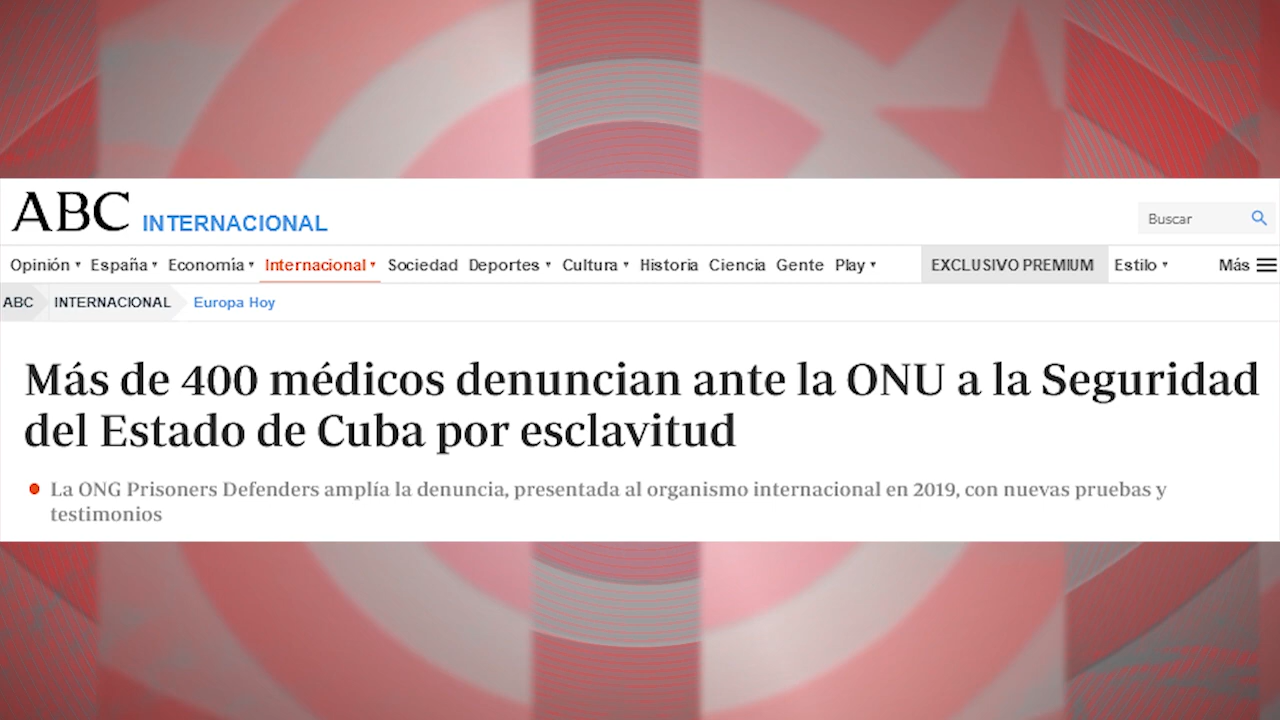 ABC INTERNACIONAL
Buscar
Opinión España Economía Internacional Sociedad Deportes Cultura Historia Ciencia Gente Play EXCLUSIVO PREMIUM Estilo Más
ABC INTERNACIONAL Europa Hoy
Más de 400 médicos denuncian ante la ONU a la Seguridad
del Estado de Cuba por esclavitud
La ONG Prisoners Defenders amplía la denuncia, presentada al organismo internacional en 2019, con nuevas pruebas y
testimonios